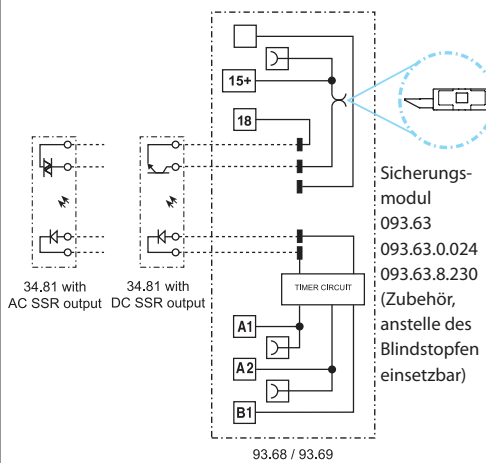 15+
18
Sicherungs-
modul
093.63
093.63.0.024
093.63.8.230
(Zubehör,
anstelle des
Blindstopfen
einsetzbar)
34.81 with
AC SSR output
34.81 with
DC SSR output
TIMER CIRCUIT
A1
A2
B1
93.68 / 93.69